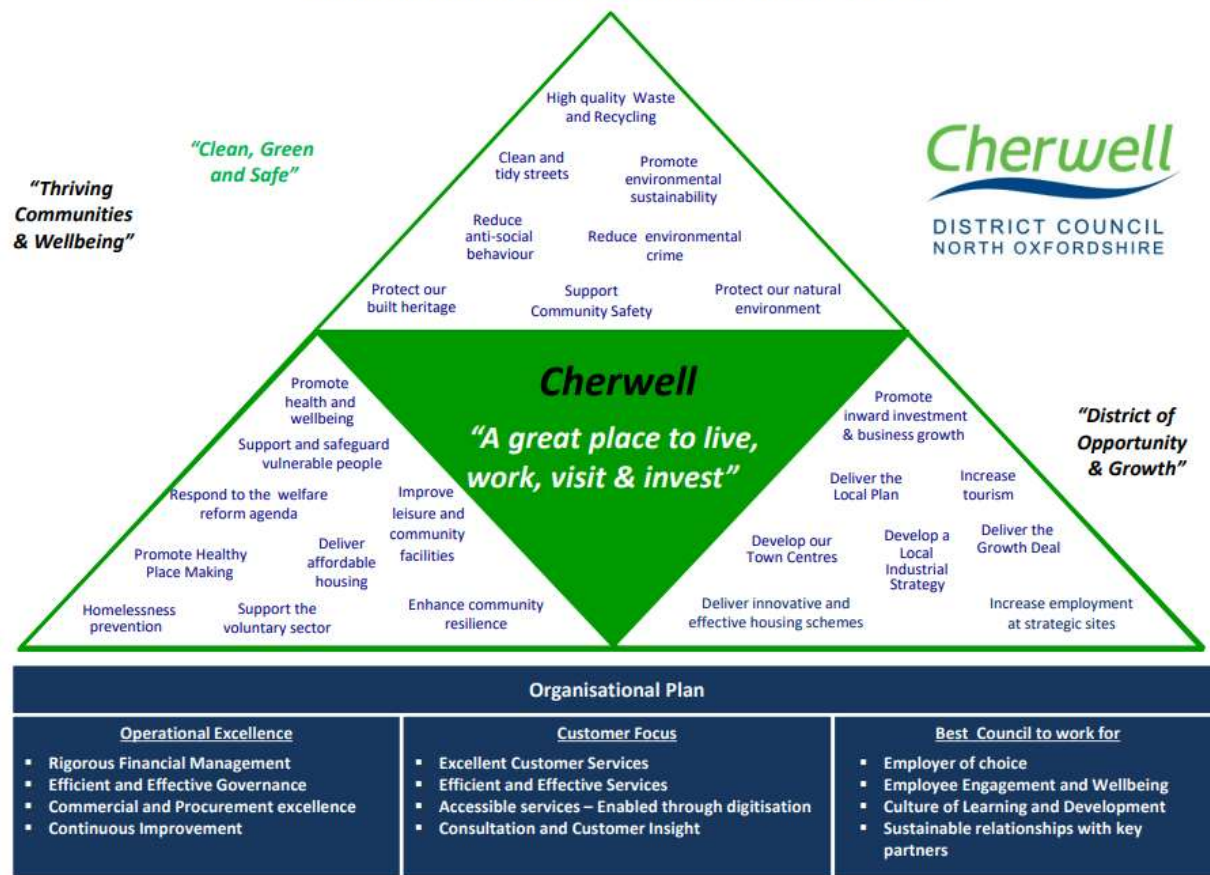 High quality Waste
and Recycling
"Clean, Green
and Safe"
"Thriving
Communities
& Wellbeing"
Clean and
tidy streets
Promote
environmental
sustainability
Reduce
anti-social
behaviour
Reduce environmental
crime
Protect our
built heritage
Support
Community Safety
Protect our natural
environment
Cherwell
DISTRICT COUNCIL
NORTH OXFORDSHIRE
Cherwell
"A great place to live,
work, visit & invest"
Promote
health and
wellbeing
Support and safeguard
vulnerable people
Respond to the welfare
reform agenda
Improve
leisure and
community
facilities
Promote Healthy
Place Making
Deliver
affordable
housing
Homelessness
prevention
Support the
voluntary sector
Enhance community
resilience
Promote
inward investment
& business growth
"District of
Opportunity
& Growth"
Deliver the
Local Plan
Increase
tourism
Develop our
Town Centres
Develop a
Local
Industrial
Strategy
Deliver the
Growth Deal
Deliver innovative and
effective housing schemes
Increase employment
at strategic sites
Organisational Plan
Operational Excellence
▪ Rigorous Financial Management
▪ Efficient and Effective Governance
▪ Commercial and Procurement excellence
▪ Continuous Improvement
Customer Focus
▪ Excellent Customer Services
▪ Efficient and Effective Services
▪ Accessible services – Enabled through digitisation
▪ Consultation and Customer Insight
Best Council to work for
▪ Employer of choice
▪ Employee Engagement and Wellbeing
▪ Culture of Learning and Development
▪ Sustainable relationships with key
partners